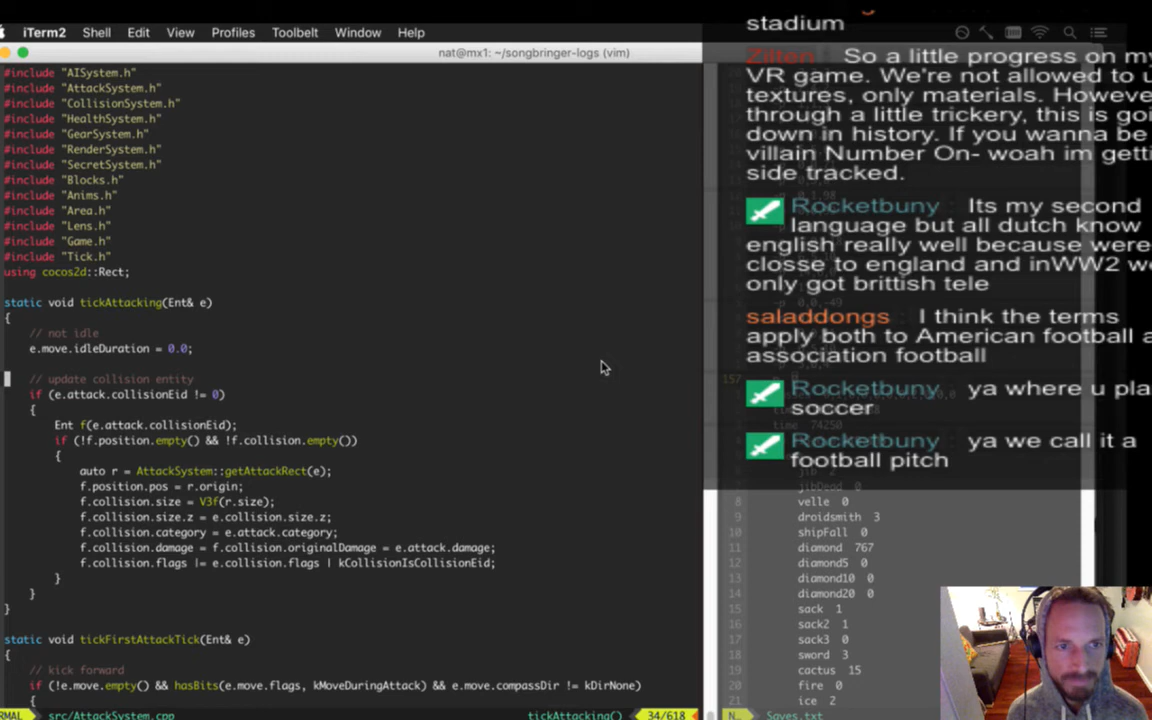 iTerm2 Shell Edit View Profiles Toolbelt Window Help
nat@mx1: ~/songbringer-logs (vim)
#include "AISystem.h"
#include "AttackSystem.h"
#include "CollisionSystem.h"
#include "HealthSystem.h"
#include "GearSystem.h"
#include "RenderSystem.h"
#include "SecretSystem.h"
#include "Blocks.h"
#include "Anims.h"
#include "Area.h"
#include "Lens.h"
#include "Game.h"
#include "Tick.h"
using cocos2d::Rect;
static void tickAttacking(Ent& e)
{
// not idle
e.move.idleDuration = 0.0;
// update collision entity
if (e.attack.collisionEid != 0)
{
Ent f(e.attack.collisionEid);
if (!f.position.empty() && !f.collision.empty())
{
auto r = AttackSystem::getAttackRect(e);
f.position.pos = r.origin;
f.collision.size = V3f(r.size);
f.collision.size.z = e.collision.size.z;
f.collision.category = e.attack.category;
f.collision.damage = f.collision.originalDamage = e.attack.damage;
f.collision.flags |= e.collision.flags | kCollisionIsCollisionEid;
}
}
}
static void tickFirstAttackTick(Ent& e)
{
// kick forward
if (!e.move.empty() && hasBits(e.move.flags, kMoveDuringAttack) && e.move.compassDir != kDirNone)
{
RMAL src/AttackSystem.cpp tickAttacking() 34/618
stadium
Zilten So a little progress on my
VR game. We're not allowed to u
textures, only materials. Howeve
through a little trickery, this is goi
down in history. If you wanna be
villain Number On- woah im getti
side tracked.
Rocketbuny Its my second
language but all dutch know
english really well because were
closse to england and inWW2 we
only got brittish tele
saladdongs I think the terms
apply both to American football a
association football
Rocketbuny ya where u pla
soccer
Rocketbuny ya we call it a
football pitch
157
time 74250
jib 2
jibDead 0
8 velle 0
9 droidsmith 3
10 shipFall 0
11 diamond 767
12 diamond5 0
13 diamond10 0
14 diamond20 0
15 sack 1
16 sack2 1
17 sack3 0
18 sword 3
19 cactus 15
20 fire 0
21 ice 2
N… Saves.txt